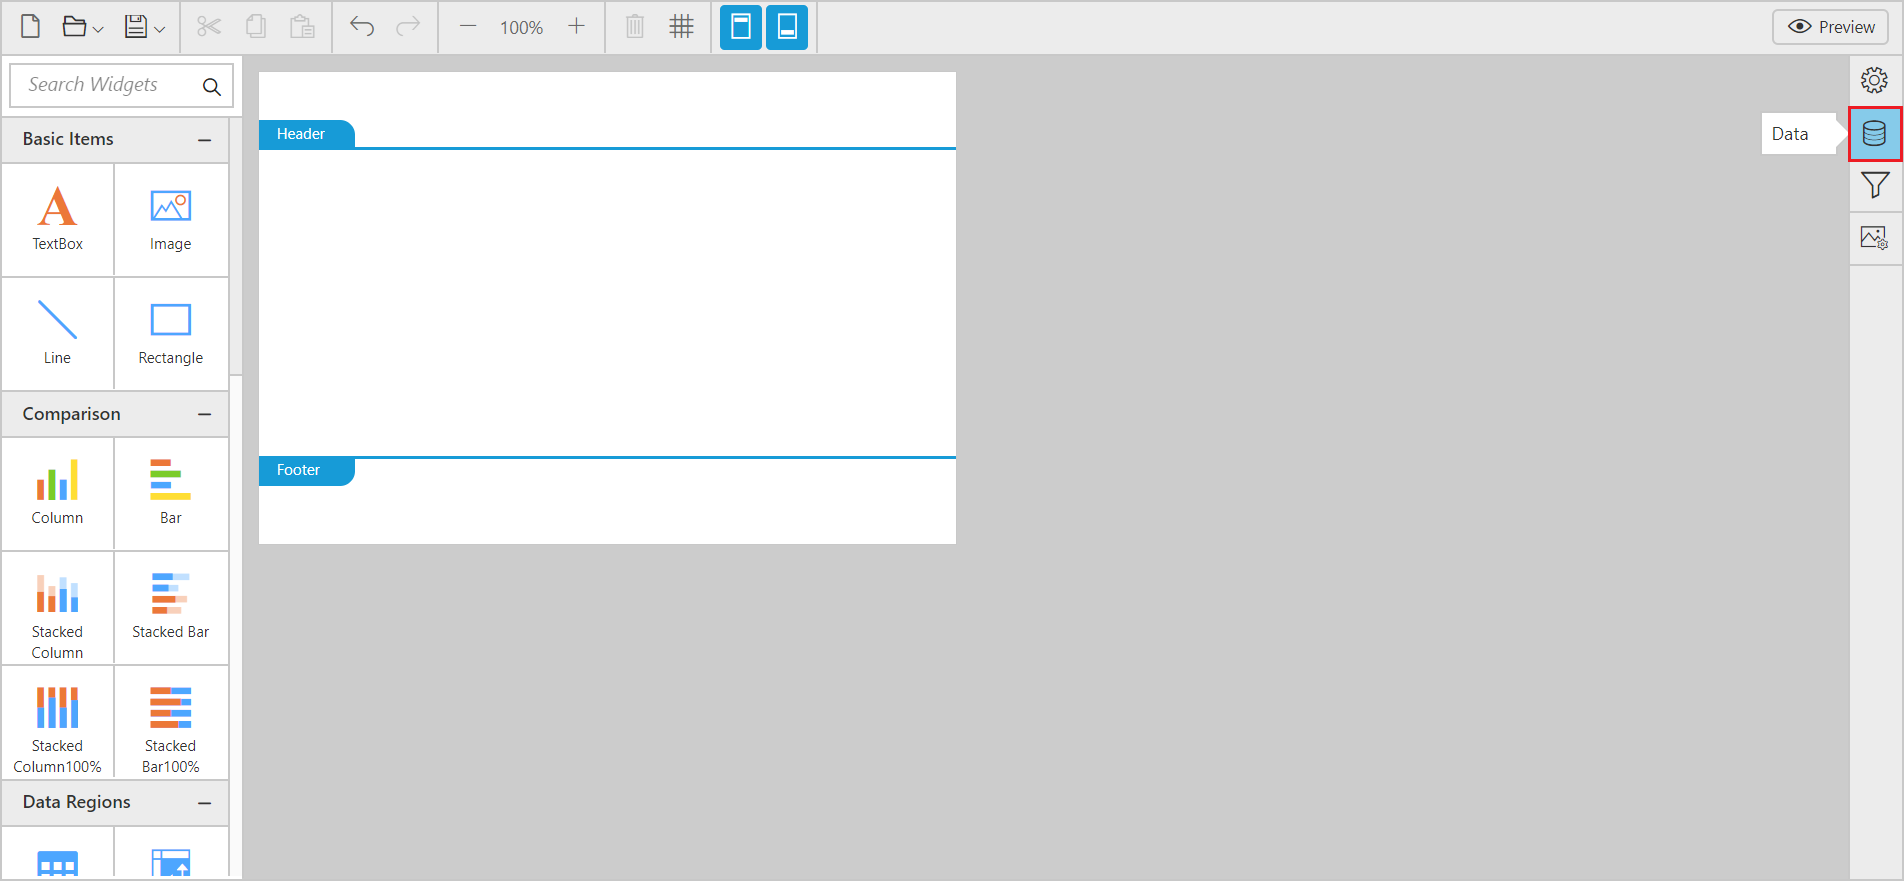 100%
Preview
Search Widgets
Basic Items
TextBox
Image
Line
Rectangle
Comparison
Column
Bar
Stacked
Column
Stacked Bar
Stacked
Column100%
Stacked
Bar100%
Data Regions
Header
Footer
Data